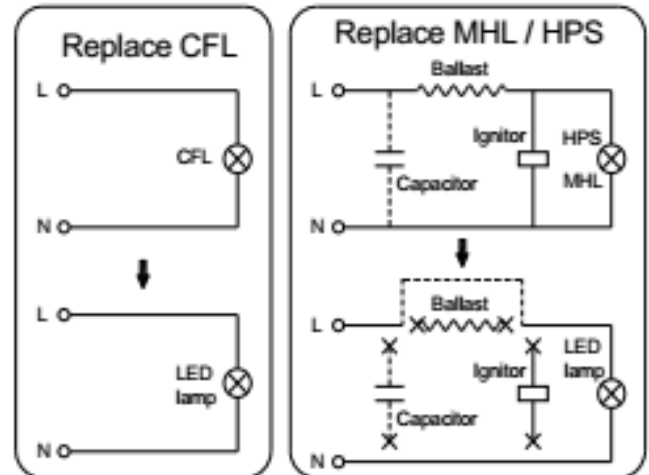 Replace CFL
L
CFL
N
L
LED
lamp
N
Replace MHL / HPS
Ballast
L
Ignitor
HPS
Capacitor
MHL
N
Ballast
L
Ignitor
LED
lamp
Capacitor
N